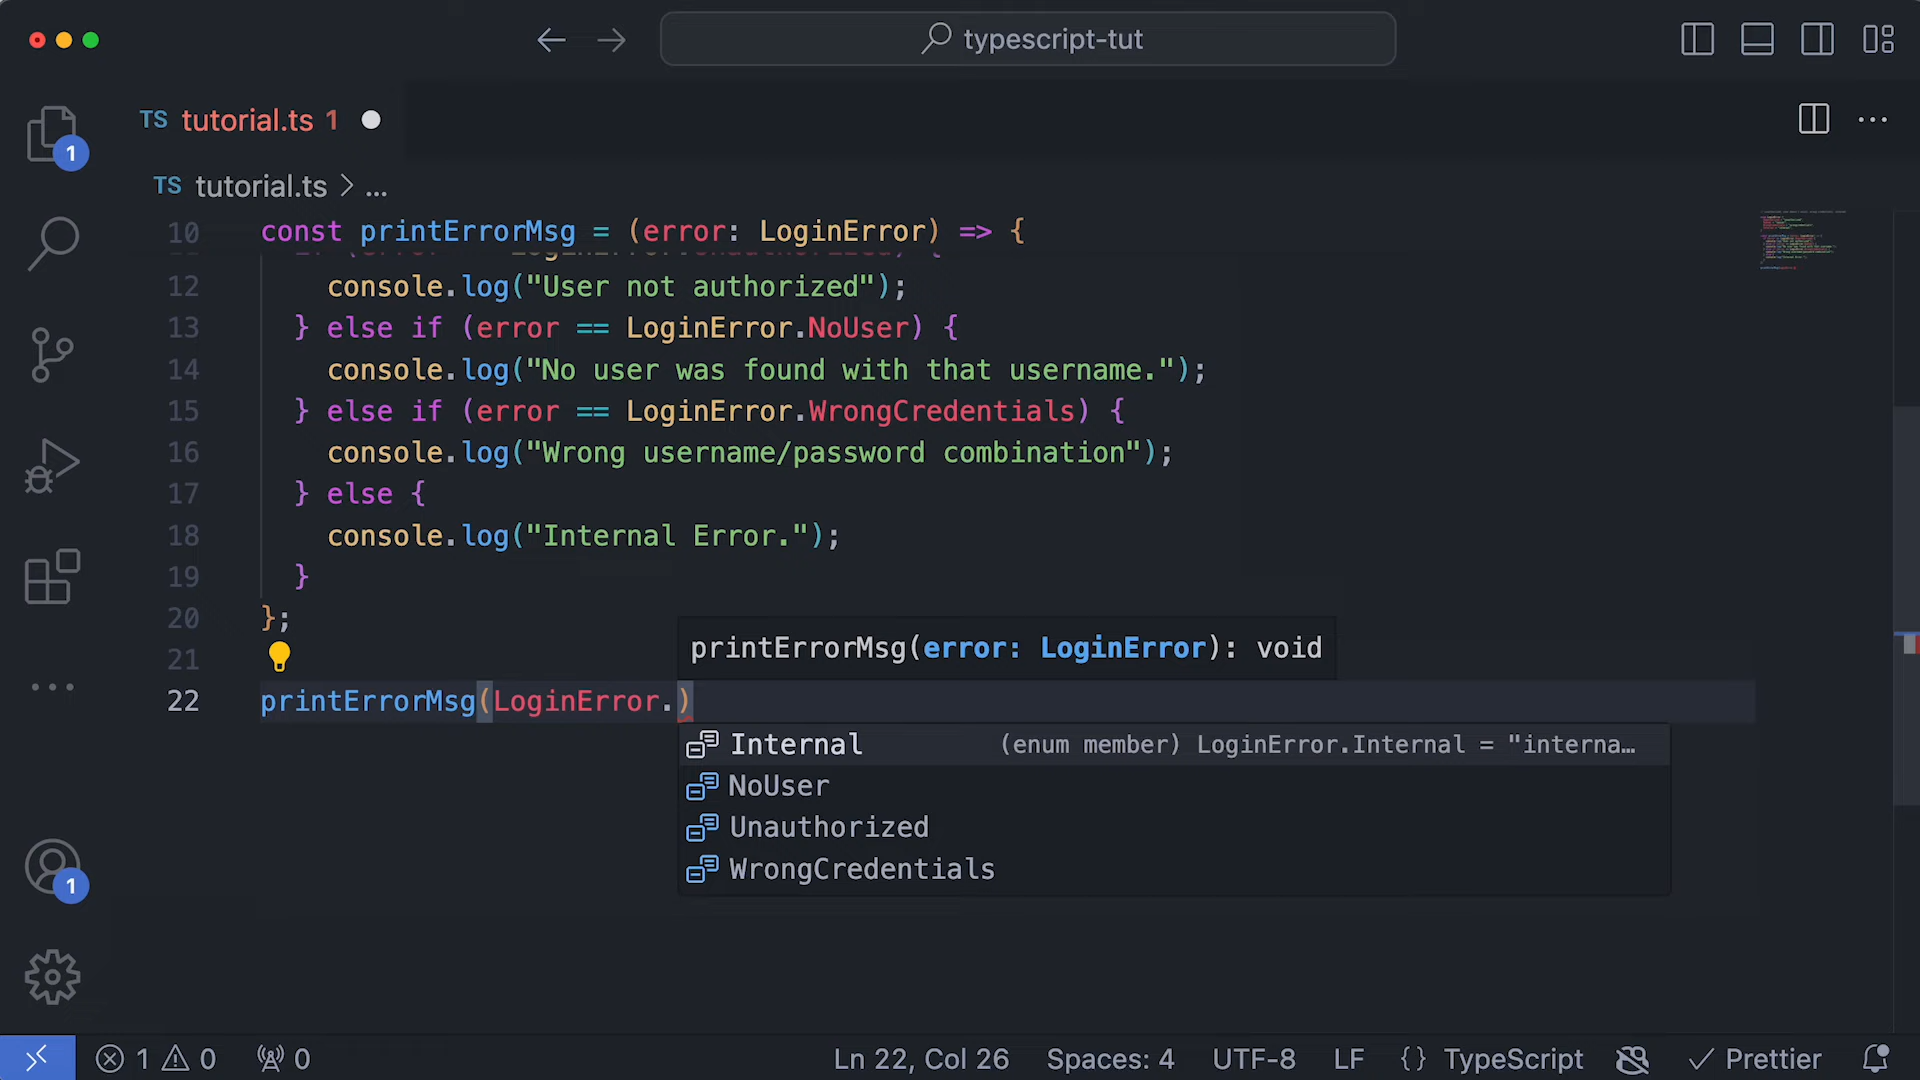 typescript-tut
TS tutorial.ts 1
1
TS tutorial.ts > ...
10 const printErrorMsg = (error: LoginError) => {
12 console.log("User not authorized");
13 } else if (error == LoginError.NoUser) {
14 console.log("No user was found with that username.");
15 } else if (error == LoginError.WrongCredentials) {
16 console.log("Wrong username/password combination");
17 } else {
18 console.log("Internal Error.");
19 }
20 };
printErrorMsg(error: LoginError): void
21
22 printErrorMsg(LoginError.)
Internal (enum member) LoginError.Internal = "interna…
NoUser
Unauthorized
WrongCredentials
1
1 0 0 Ln 22, Col 26 Spaces: 4 UTF-8 LF {} TypeScript Prettier